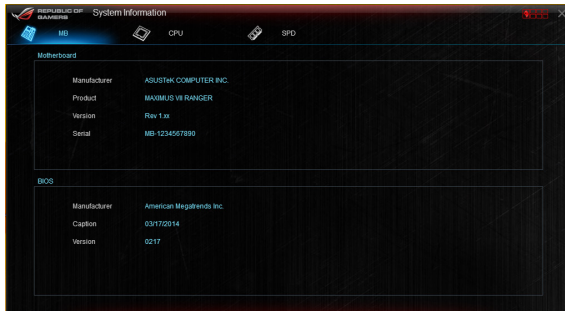 REPUBLIC OF GAMERS System Information
MB CPU SPD
Motherboard
Manufacturer ASUSTeK COMPUTER INC.
Product MAXIMUS VII RANGER
Version Rev 1.xx
Serial MB-1234567890
BIOS
Manufacturer American Megatrends Inc.
Caption 03/17/2014
Version 0217